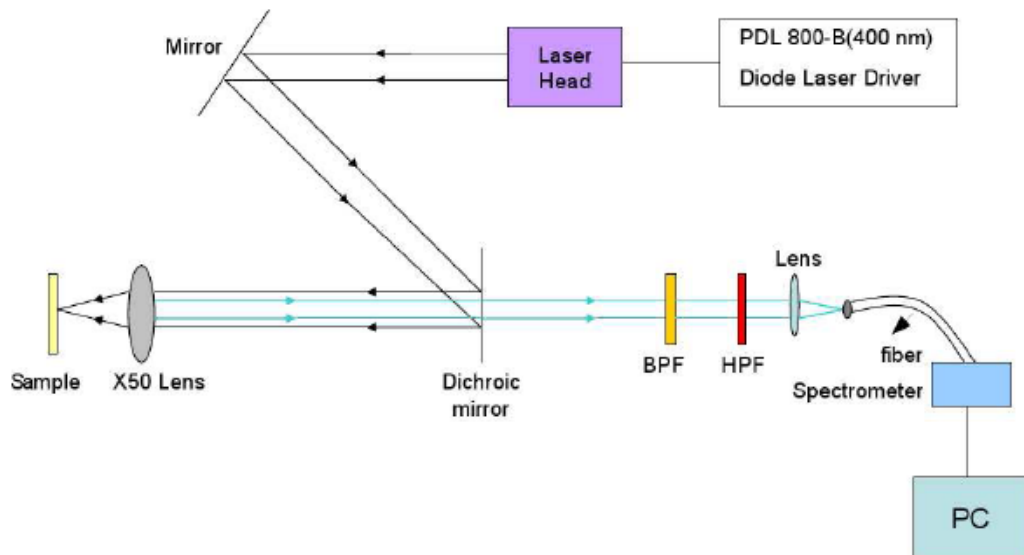 Mirror
Laser
Head
PDL 800-B(400 nm)
Diode Laser Driver
Sample
X50 Lens
Dichroic
mirror
BPF
HPF
Lens
fiber
Spectrometer
PC